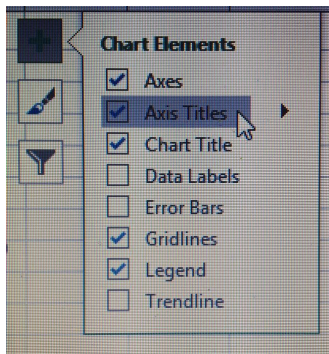 Chart Elements
Axes
Axis Titles
Chart Title
Data Labels
Error Bars
Gridlines
Legend
Trendline